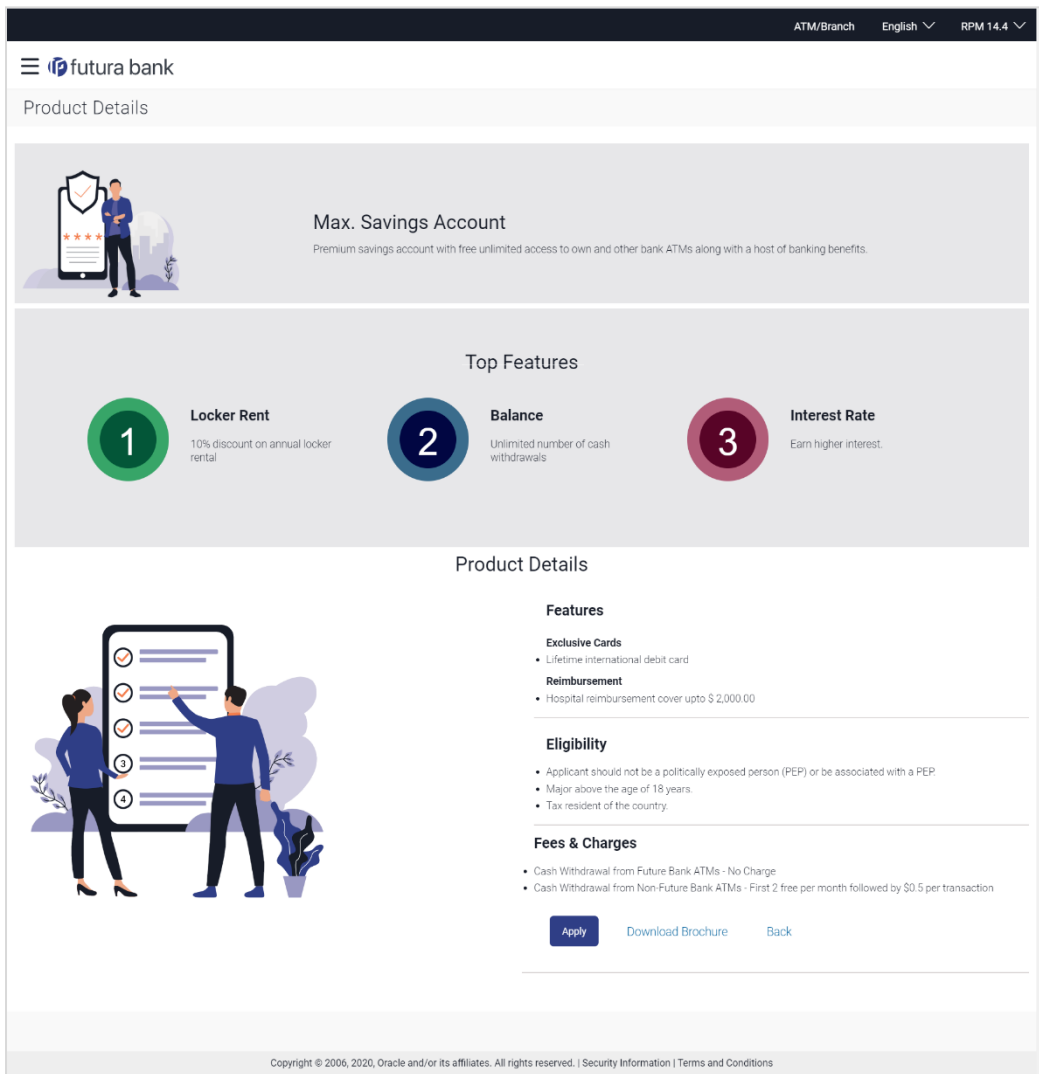 ATM/Branch English RPM 14.4
futura bank
Product Details
Max. Savings Account
Premium savings account with free unlimited access to own and other bank ATMs along with a host of banking benefits.
****
Top Features
1
Locker Rent
10% discount on annual locker
rental
2
Balance
Unlimited number of cash
withdrawals
3
Interest Rate
Earn higher interest.
Product Details
3
4
Features
Exclusive Cards
• Lifetime international debit card
Reimbursement
• Hospital reimbursement cover upto $ 2,000.00
Eligibility
• Applicant should not be a politically exposed person (PEP) or be associated with a PEP.
• Major above the age of 18 years.
• Tax resident of the country.
Fees & Charges
• Cash Withdrawal from Future Bank ATMs - No Charge
• Cash Withdrawal from Non-Future Bank ATMs - First 2 free per month followed by $0.5 per transaction
Apply Download Brochure Back
Copyright © 2006, 2020, Oracle and/or its affiliates. All rights reserved. | Security Information | Terms and Conditions